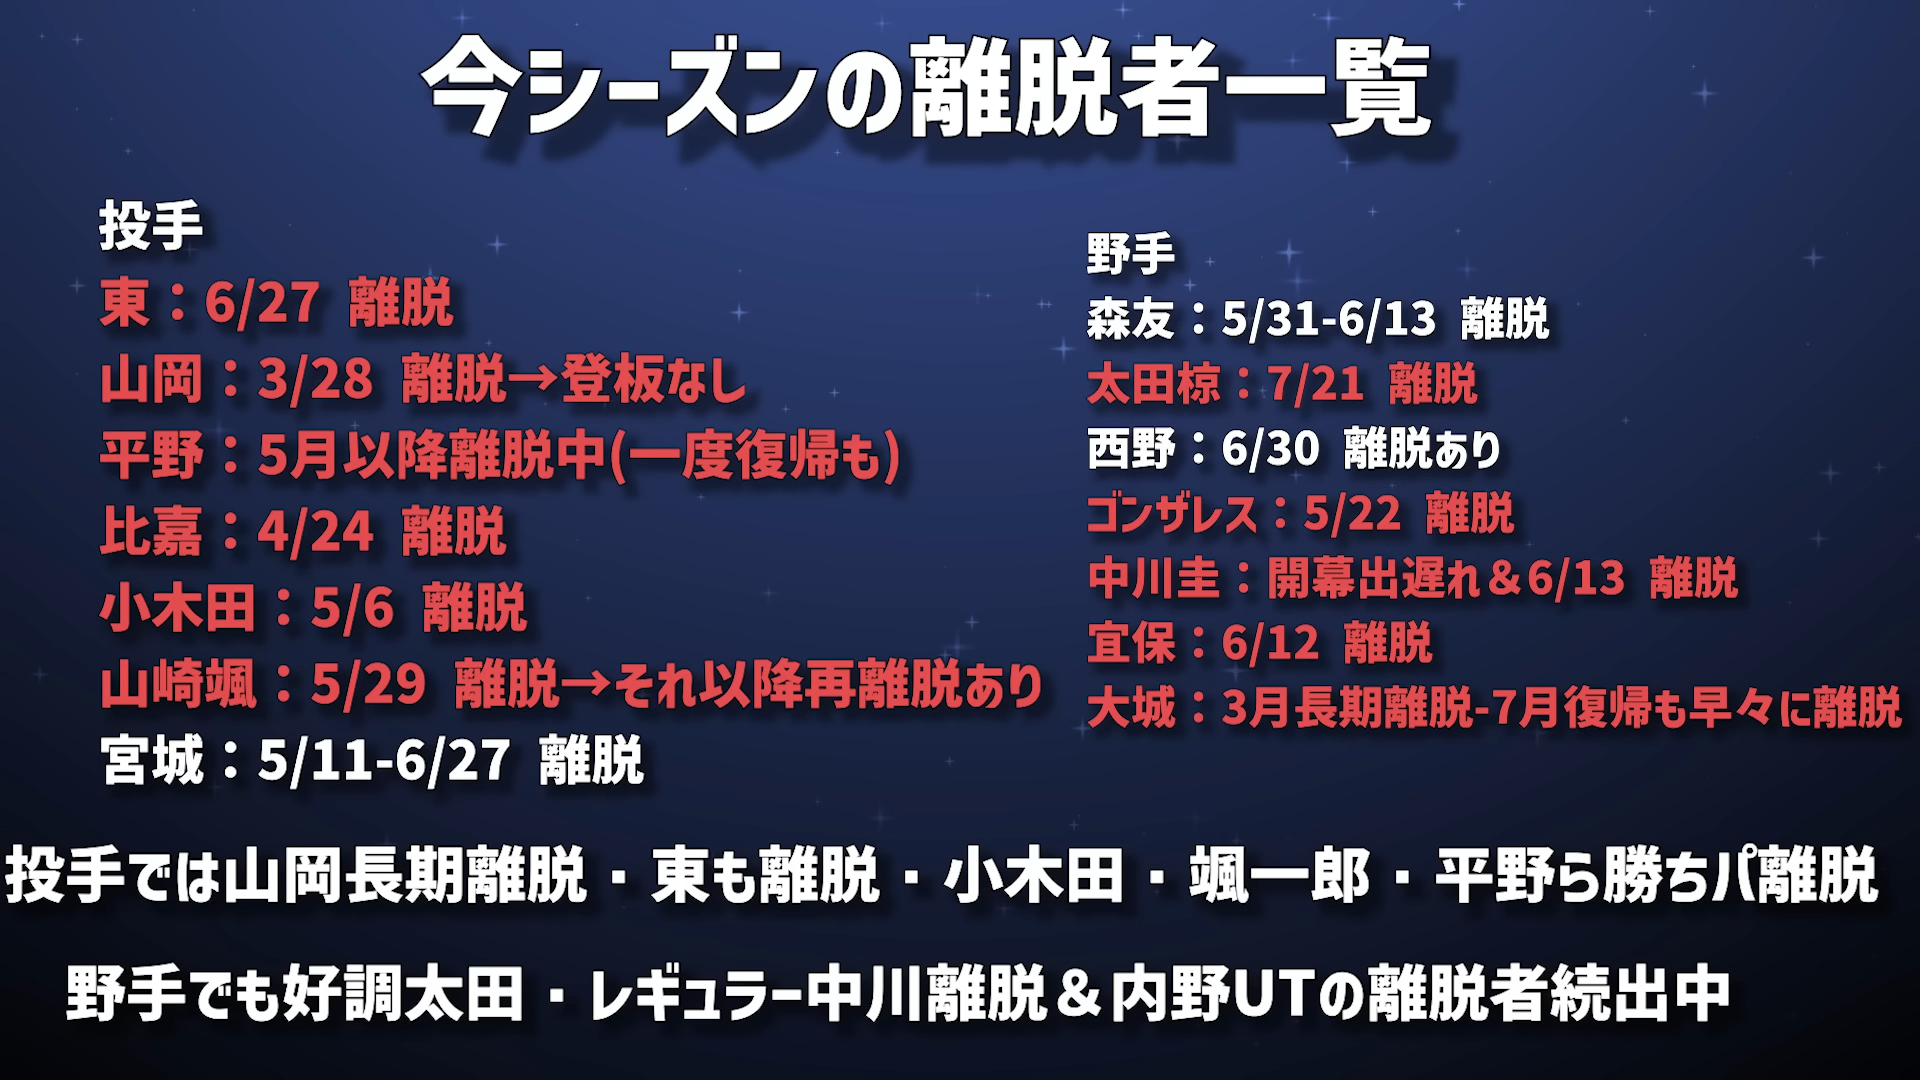 今シーズンの離脱者一覧
投手
東：6/27 離脱
山岡：3/28 離脱→登板なし
平野：5月以降離脱中(一度復帰も)
比嘉：4/24 離脱
小木田：5/6 離脱
山崎颯：5/29 離脱→それ以降再離脱あり
宮城：5/11-6/27 離脱
野手
森友：5/31-6/13 離脱
太田椋：7/21 離脱
西野：6/30 離脱あり
ゴンザレス：5/22 離脱
中川圭：開幕出遅れ＆6/13 離脱
宜保：6/12 離脱
大城：3月長期離脱-7月復帰も早々に離脱
投手では山岡長期離脱・東も離脱・小木田・颯一郎・平野ら勝ちパ離脱
野手でも好調太田・レギュラー中川離脱＆内野UTの離脱者続出中